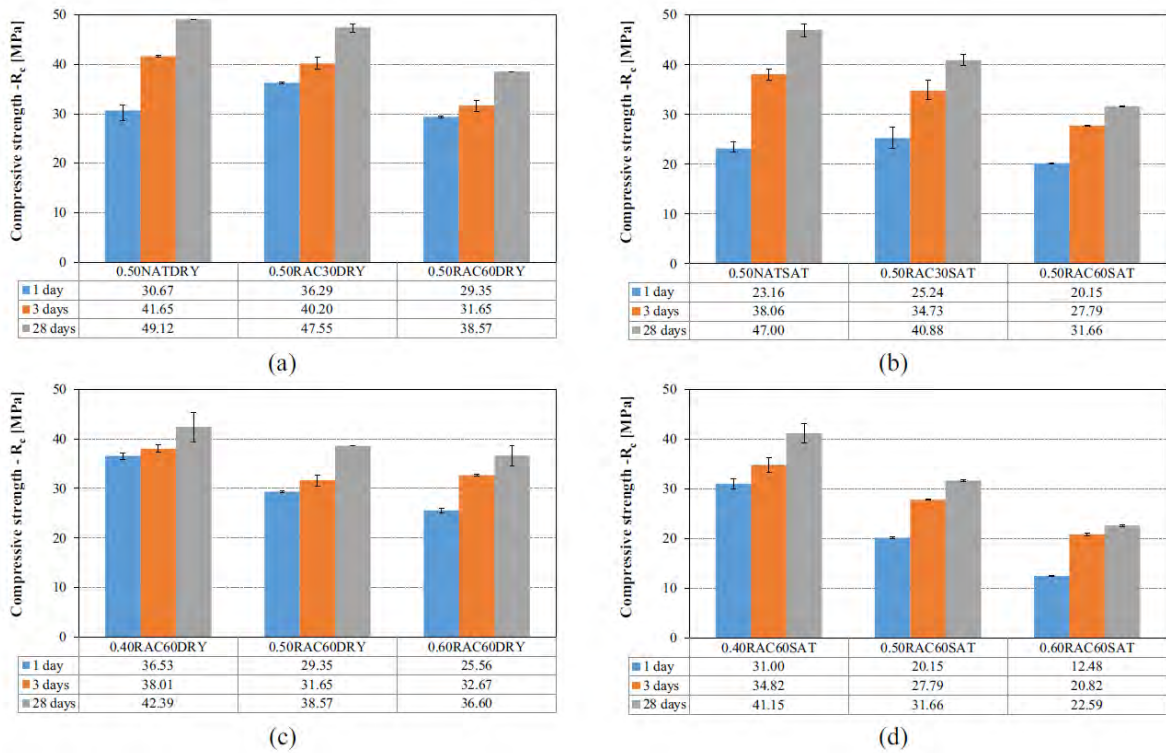 50
40
30
20
10
0
Compressive strength -Rc [MPa]
0.50NATDRY 0.50RAC30DRY 0.50RAC60DRY
1 day 30.67 36.29 29.35
3 days 41.65 40.20 31.65
28 days 49.12 47.55 38.57
(a)
50
40
30
20
10
0
Compressive strength -Rc [MPa]
0.50NATSAT 0.50RAC30SAT 0.50RAC60SAT
1 day 23.16 25.24 20.15
3 days 38.06 34.73 27.79
28 days 47.00 40.88 31.66
(b)
50
40
30
20
10
0
Compressive strength - Rc [MPa]
0.40RAC60DRY 0.50RAC60DRY 0.60RAC60DRY
1 day 36.53 29.35 25.56
3 days 38.01 31.65 32.67
28 days 42.39 38.57 36.60
(c)
50
40
30
20
10
0
Compressive strength -Rc [MPa]
0.40RAC60SAT 0.50RAC60SAT 0.60RAC60SAT
1 day 31.00 20.15 12.48
3 days 34.82 27.79 20.82
28 days 41.15 31.66 22.59
(d)